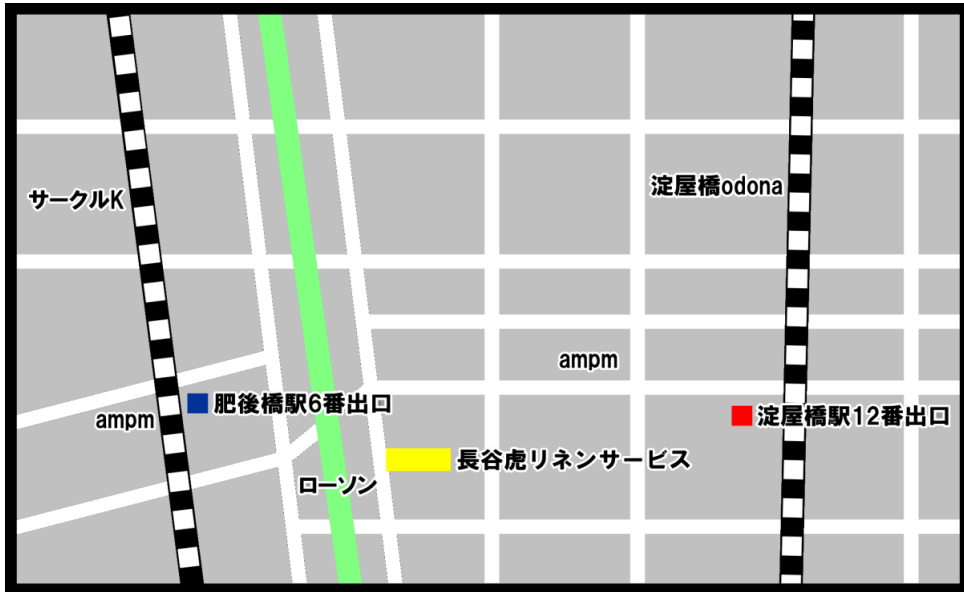 淀屋橋odona
サークルK
ampm
肥後橋駅6番出口
淀屋橋駅12番出口
ampm
長谷虎リネンサービス
ローソン